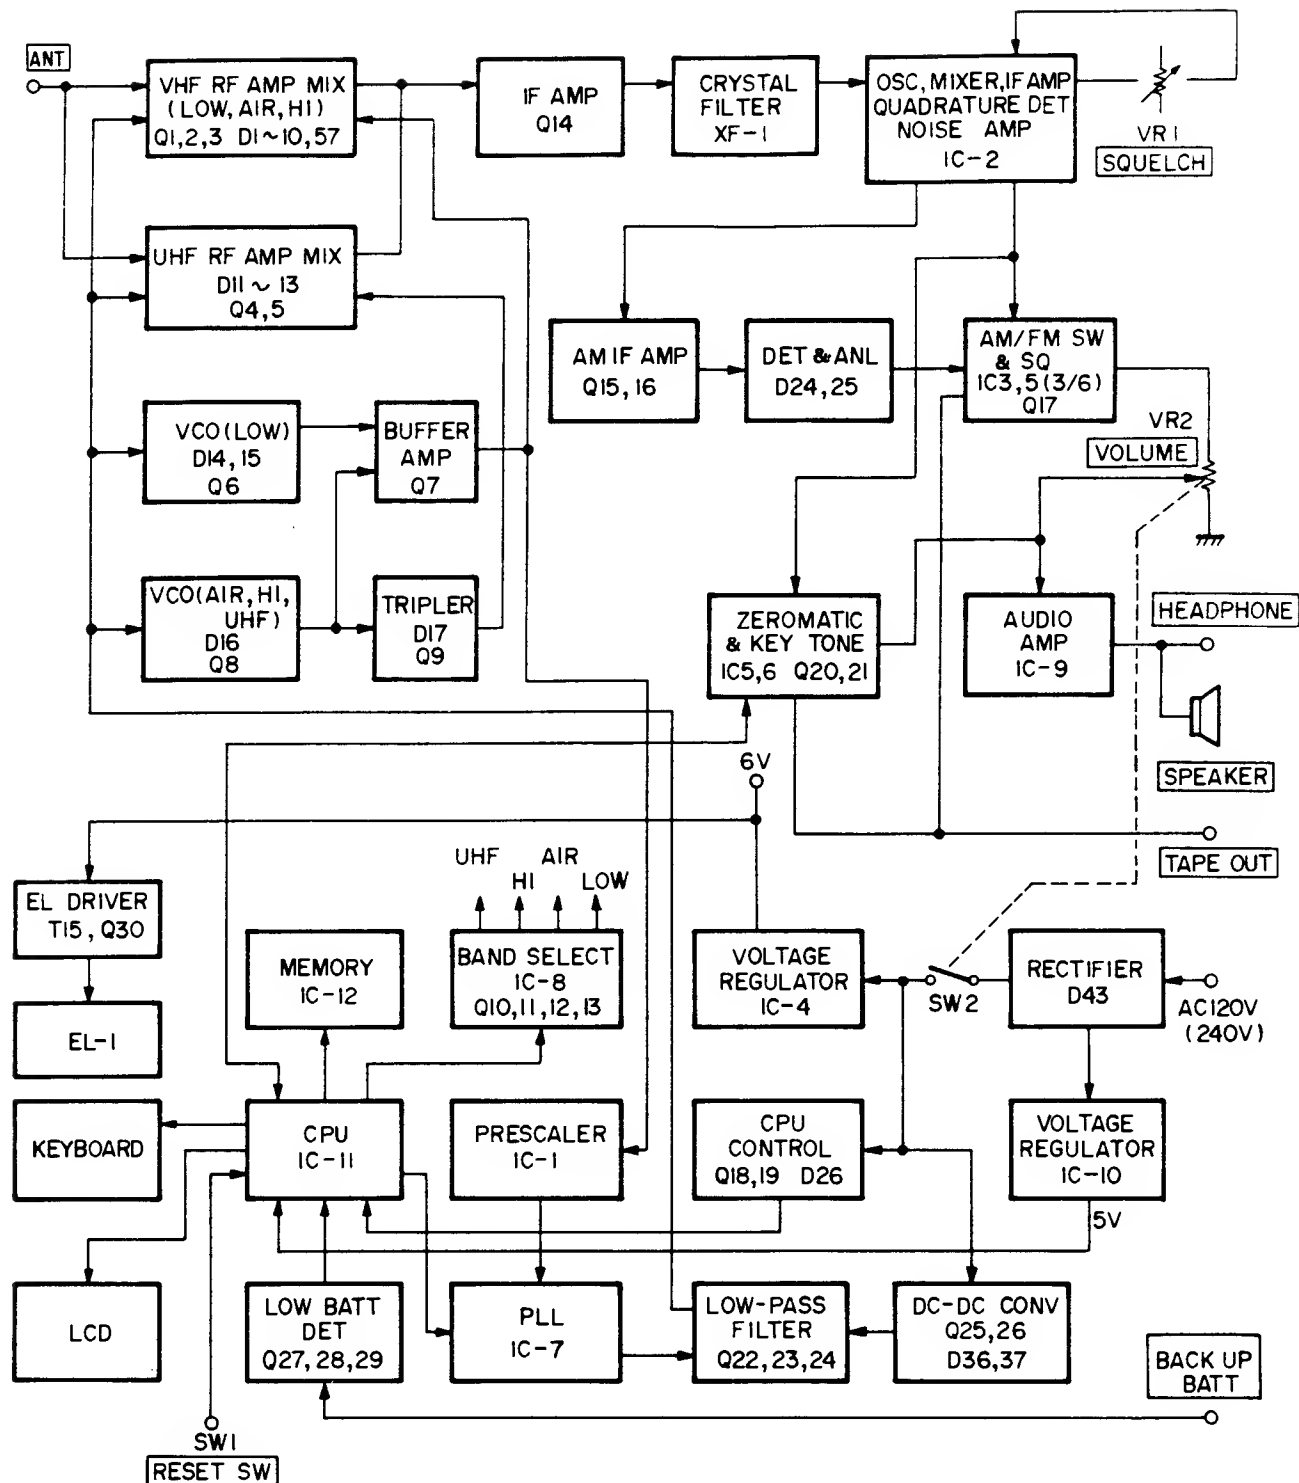 ANT
VHF RF AMP MIX
(LOW, AIR, HI)
Q1,2,3 D1~10,57
IF AMP
Q14
CRYSTAL
FILTER
XF-1
OSC, MIXER, IF AMP
QUADRATURE DET
NOISE AMP
IC-2
VR1
SQUELCH
UHF RF AMP MIX
D11~13
Q4,5
AM IF AMP
Q15,16
DET & ANL
D24,25
AM/FM SW
& SQ
IC3,5(3/6)
Q17
VCO(LOW)
D14,15
Q6
BUFFER
AMP
Q7
VR2
VOLUME
VCO(AIR,HI,
UHF)
D16
Q8
TRIPLER
D17
Q9
ZEROMATIC
& KEY TONE
IC5,6 Q20,21
AUDIO
AMP
IC-9
HEADPHONE
SPEAKER
6V
TAPE OUT
UHF
HI
AIR
LOW
EL DRIVER
T15, Q30
MEMORY
IC-12
BAND SELECT
IC-8
Q10,11,12,13
VOLTAGE
REGULATOR
IC-4
SW2
RECTIFIER
D43
AC120V
(240V)
EL-1
KEYBOARD
CPU
IC-11
PRESCALER
IC-1
CPU
CONTROL
Q18,19 D26
VOLTAGE
REGULATOR
IC-10
5V
LCD
LOW BATT
DET
Q27,28,29
PLL
IC-7
LOW-PASS
FILTER
Q22,23,24
DC-DC CONV
Q25,26
D36,37
BACK UP
BATT
SW1
RESET SW